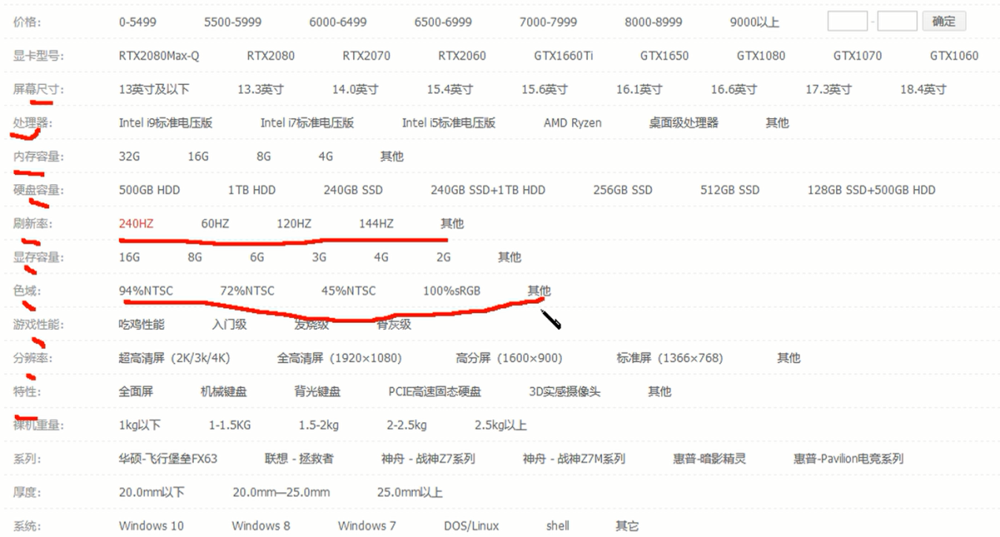 价格: 0-5499 5500-5999 6000-6499 6500-6999 7000-7999 8000-8999 9000以上 - 确定
显卡型号: RTX2080Max-Q RTX2080 RTX2070 RTX2060 GTX1660Ti GTX1650 GTX1080 GTX1070 GTX1060
屏幕尺寸: 13英寸及以下 13.3英寸 14.0英寸 15.4英寸 15.6英寸 16.1英寸 16.6英寸 17.3英寸 18.4英寸
处理器: Intel i9标准电压版 Intel i7标准电压版 Intel i5标准电压版 AMD Ryzen 桌面级处理器 其他
内存容量: 32G 16G 8G 4G 其他
硬盘容量: 500GB HDD 1TB HDD 240GB SSD 240GB SSD+1TB HDD 256GB SSD 512GB SSD 128GB SSD+500GB HDD
刷新率: 240HZ 60HZ 120HZ 144HZ 其他
显存容量: 16G 8G 6G 3G 4G 2G 其他
色域: 94%NTSC 72%NTSC 45%NTSC 100%sRGB 其他
游戏性能: 吃鸡性能 入门级 发烧级 骨灰级
分辨率: 超高清屏（2K/3k/4K） 全高清屏（1920×1080） 高分屏（1600×900） 标准屏（1366×768） 其他
特性: 全面屏 机械键盘 背光键盘 PCIE高速固态硬盘 3D实感摄像头 其他
裸机重量: 1kg以下 1-1.5KG 1.5-2kg 2-2.5kg 2.5kg以上
系列: 华硕-飞行堡垒FX63 联想 - 拯救者 神舟 - 战神Z7系列 神舟 - 战神Z7M系列 惠普-暗影精灵 惠普-Pavilion电竞系列
厚度: 20.0mm以下 20.0mm—25.0mm 25.0mm以上
系统: Windows 10 Windows 8 Windows 7 DOS/Linux shell 其它